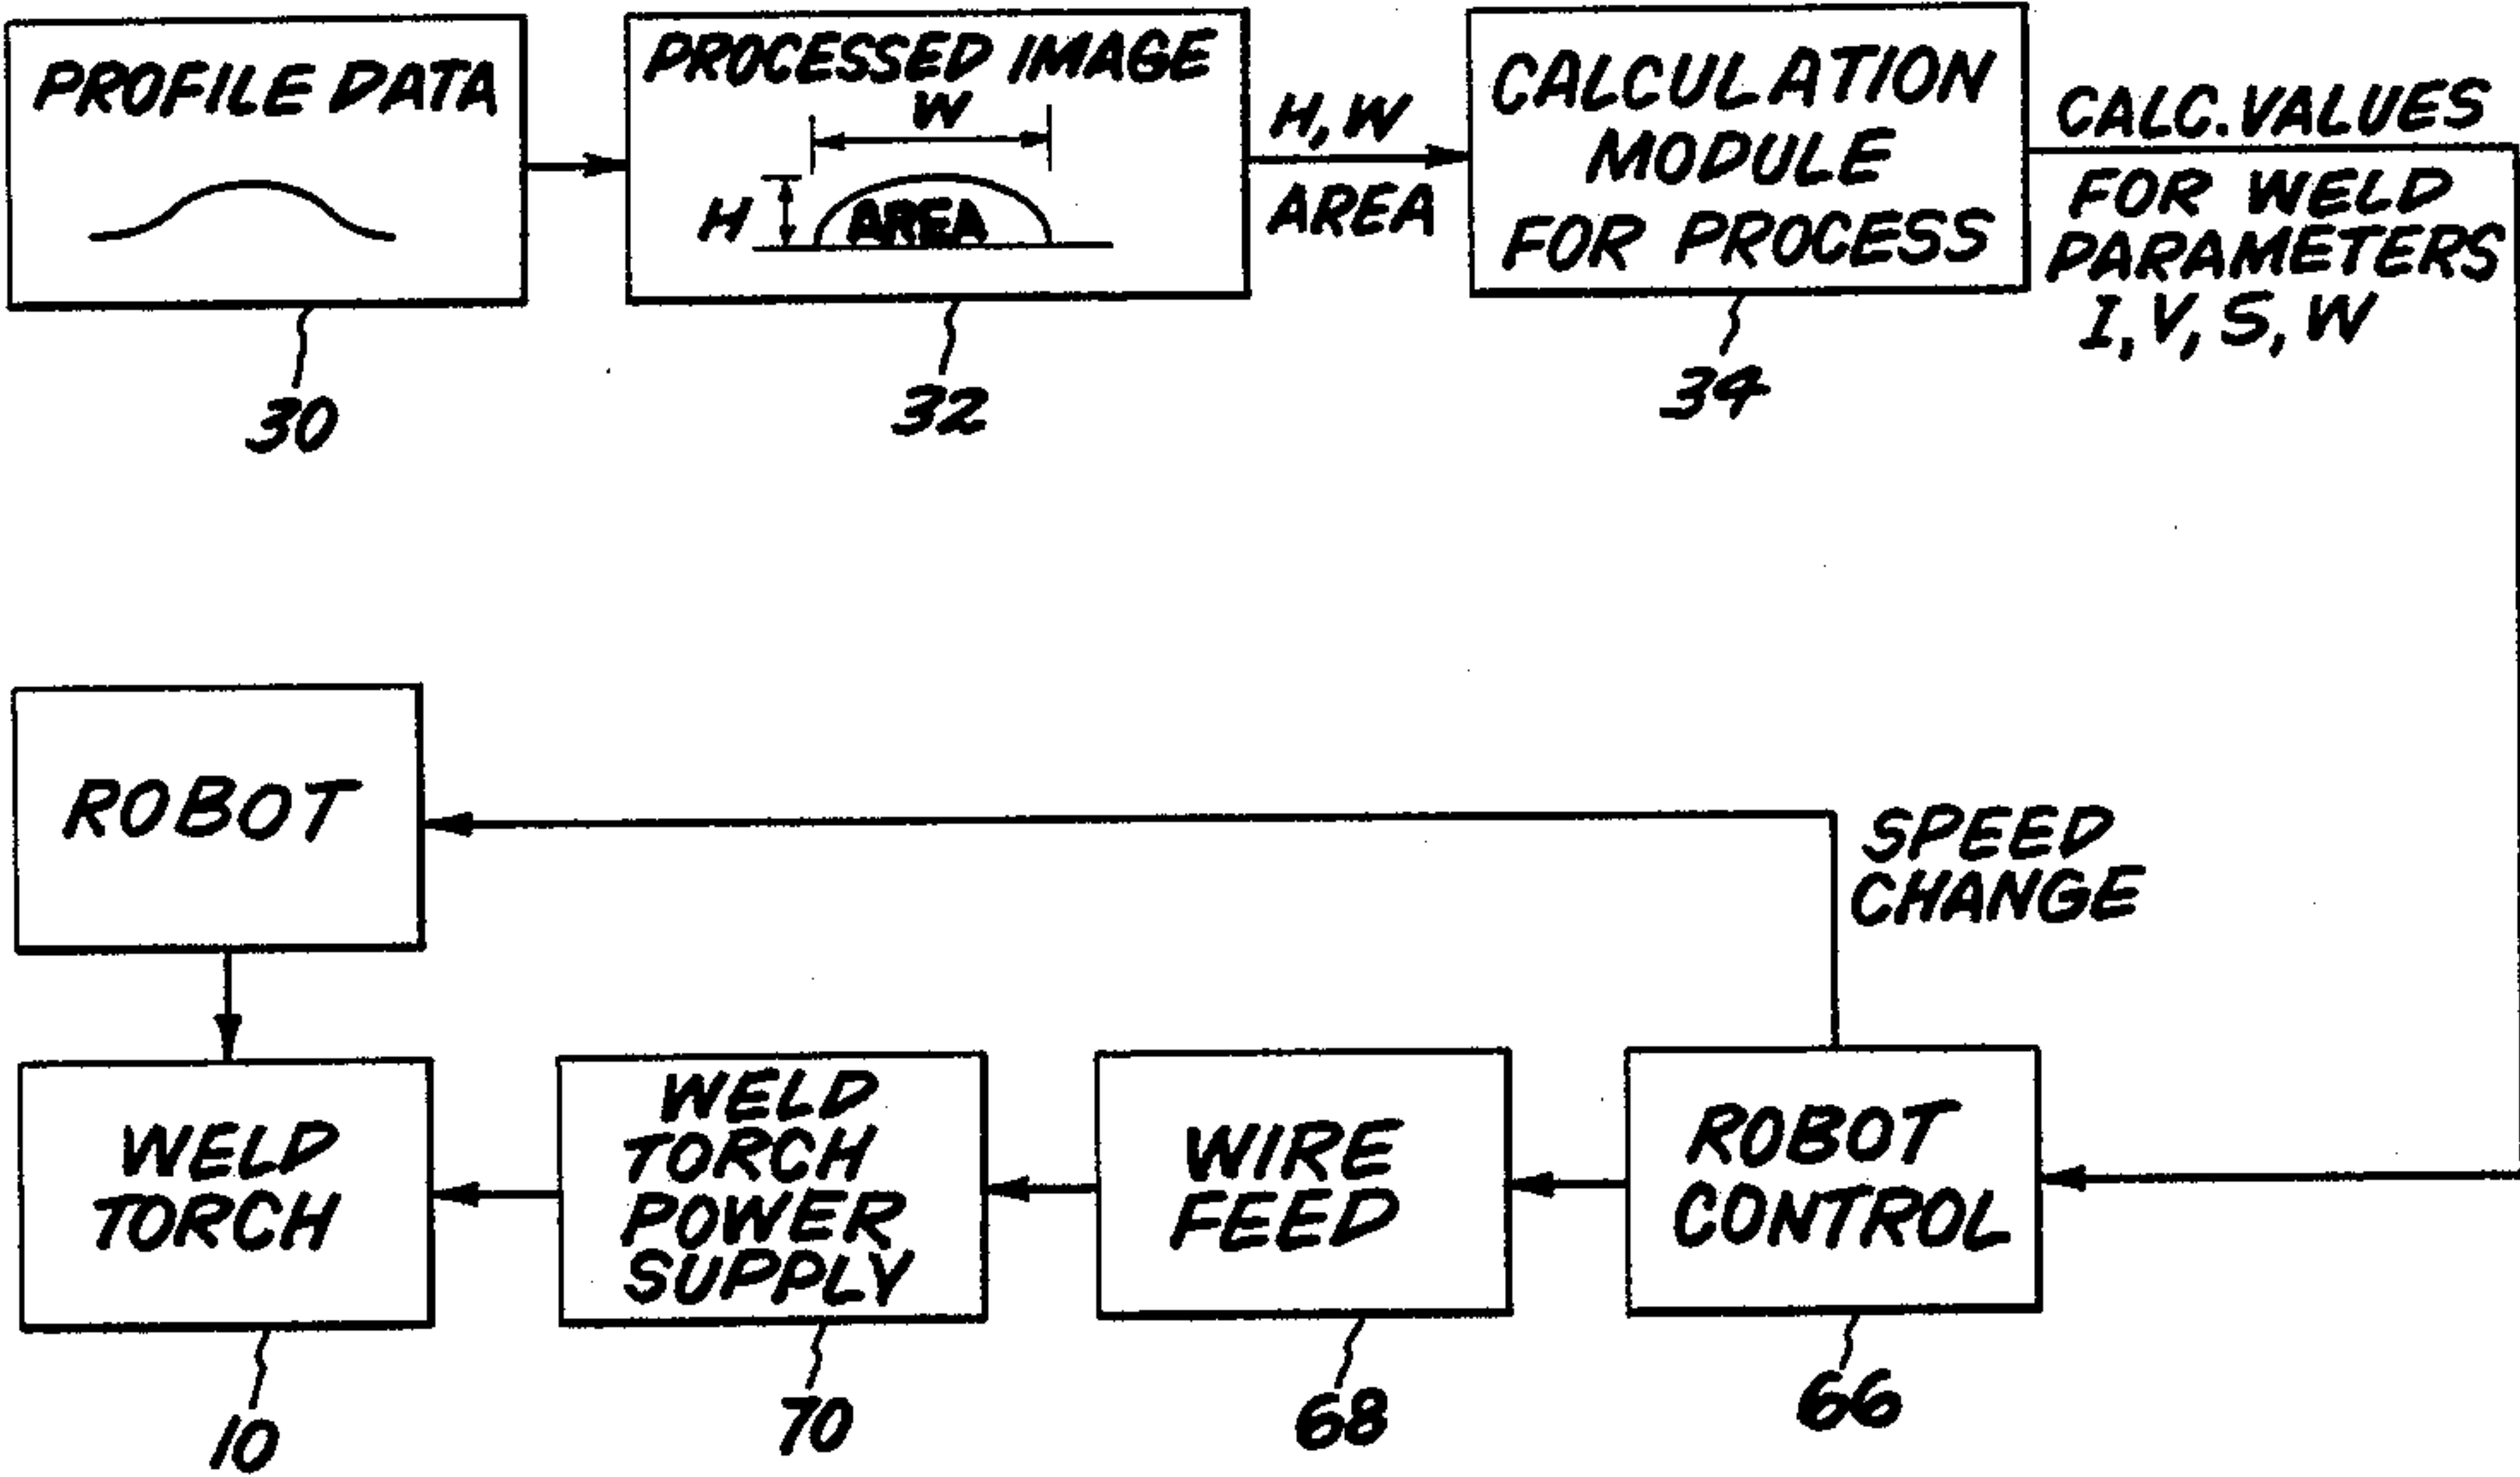 PROFILE DATA
30
PROCESSED IMAGE
W
H
AREA
32
H, W
AREA
CALCULATION
MODULE
FOR PROCESS
34
CALC. VALUES
FOR WELD
PARAMETERS
I, V, S, W
ROBOT
SPEED
CHANGE
WELD
TORCH
10
WELD
TORCH
POWER
SUPPLY
70
WIRE
FEED
68
ROBOT
CONTROL
66